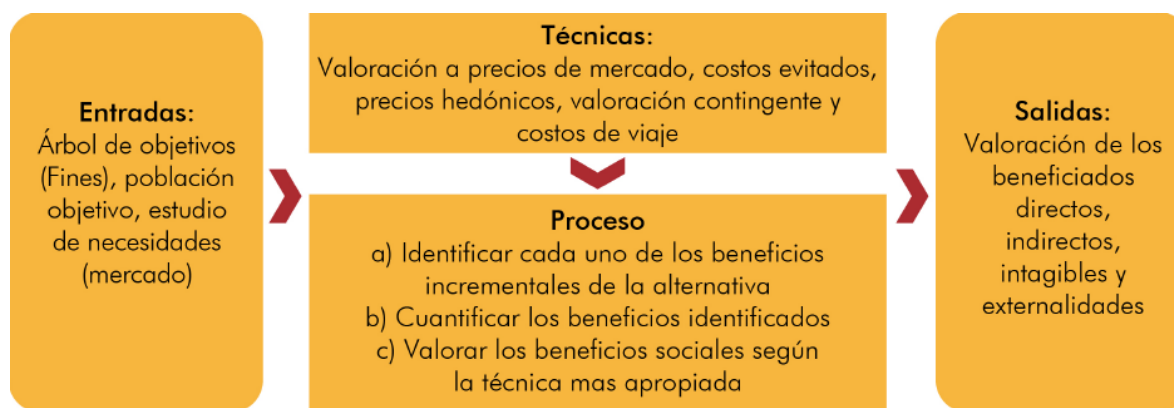 Entradas:
Árbol de objetivos
(Fines), población
objetivo, estudio
de necesidades
(mercado)
Técnicas:
Valoración a precios de mercado, costos evitados,
precios hedónicos, valoración contingente y
costos de viaje
Proceso
a) Identificar cada uno de los beneficios
incrementales de la alternativa
b) Cuantificar los beneficios identificados
c) Valorar los beneficios sociales según
la técnica mas apropiada
Salidas:
Valoración de los
beneficiados
directos,
indirectos,
intagibles y
externalidades